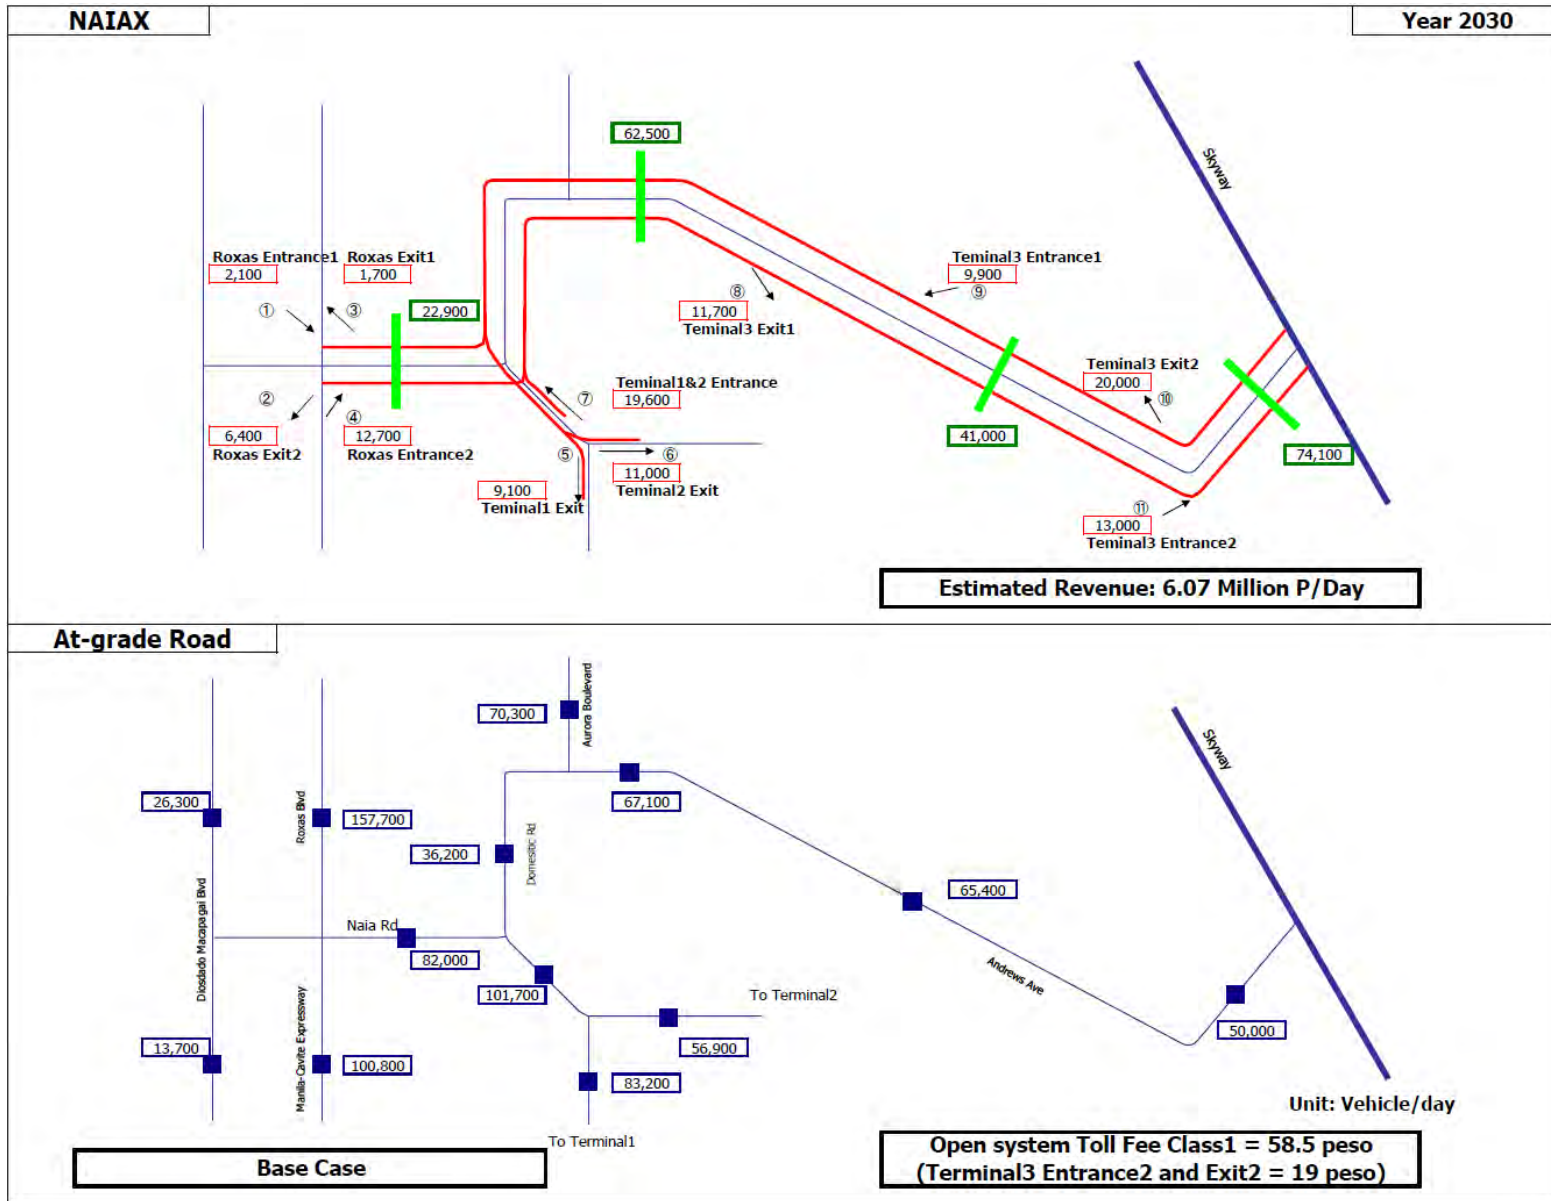 NAIAX
Year 2030
62,500
Skyway
Roxas Entrance1
Roxas Exit1
2,100
1,700
22,900
①
③
Teminal3 Entrance1
9,900
⑨
⑧
11,700
Teminal3 Exit1
Teminal3 Exit2
20,000
⑩
②
④
6,400
Roxas Exit2
12,700
Roxas Entrance2
⑦
Teminal1&2 Entrance
19,600
⑤
⑥
9,100
Teminal1 Exit
11,000
Teminal2 Exit
41,000
74,100
⑪
13,000
Teminal3 Entrance2
Estimated Revenue: 6.07 Million P/Day
At-grade Road
70,300
Aurora Boulevard
Skyway
26,300
Roxas Blvd
157,700
67,100
36,200
Domesitic Rd
65,400
Diosdado Macapagai Blvd
Naia Rd
82,000
101,700
Andrews Ave
To Terminal2
Manila-Cavite Expressway
13,700
100,800
56,900
83,200
50,000
To Terminal1
Unit: Vehicle/day
Base Case
Open system Toll Fee Class1 = 58.5 peso
(Terminal3 Entrance2 and Exit2 = 19 peso)